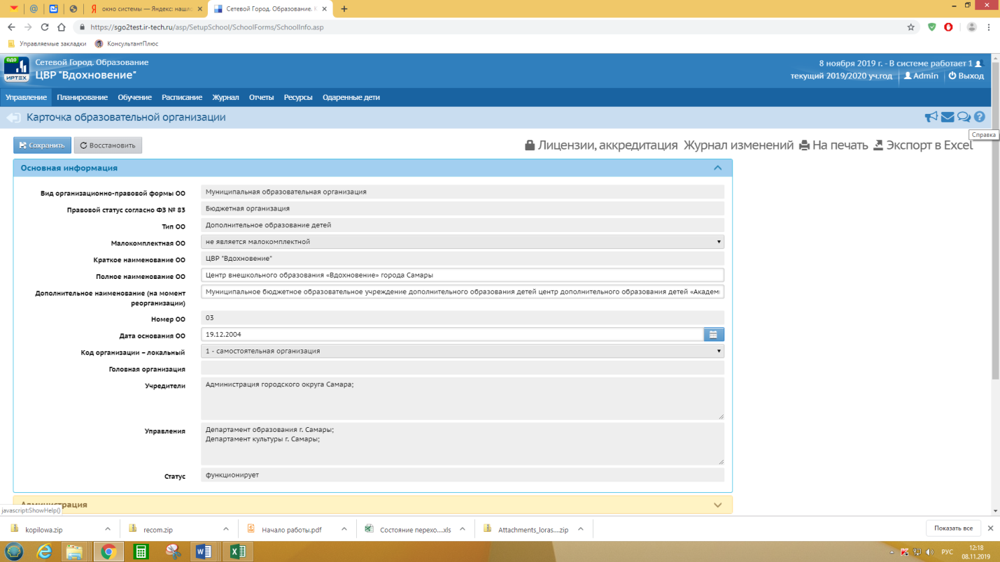 окно системы — Яндекс: нашло
Сетевой Город. Образование.
https://sgo2test.ir-tech.ru/asp/SetupSchool/SchoolForms/SchoolInfo.asp
Управляемые закладки КонсультантПлюс
ОДО
ИРТЕХ
Сетевой Город. Образование
ЦВР "Вдохновение"
8 ноября 2019 г. - В системе работает 1
текущий 2019/2020 уч.год Admin Выход
Управление Планирование Обучение Расписание Журнал Отчеты Ресурсы Одаренные дети
Карточка образовательной организации
Справка
Сохранить Восстановить
Лицензии, аккредитация Журнал изменений На печать Экспорт в Excel
Основная информация
Вид организационно-правовой формы ОО Муниципальная образовательная организация
Правовой статус согласно ФЗ № 83 Бюджетная организация
Тип ОО Дополнительное образование детей
Малокомплектная ОО не является малокомплектной
Краткое наименование ОО ЦВР "Вдохновение"
Полное наименование ОО Центр внешкольного образования «Вдохновение» города Самары
Дополнительное наименование (на момент реорганизации) Муниципальное бюджетное образовательное учреждение дополнительного образования детей центр дополнительного образования детей «Академи
Номер ОО 03
Дата основания ОО 19.12.2004
Код организации – локальный 1 - самостоятельная организация
Головная организация
Учредители Администрация городского округа Самара;
Управления Департамент образования г. Самары;
Департамент культуры г. Самары;
Статус функционирует
Администрация
javascript:ShowHelp()
kopilowa.zip recom.zip Начало работы.pdf Состояние перехо....xls Attachments_loras....zip Показать все
РУС 12:18
08.11.2019